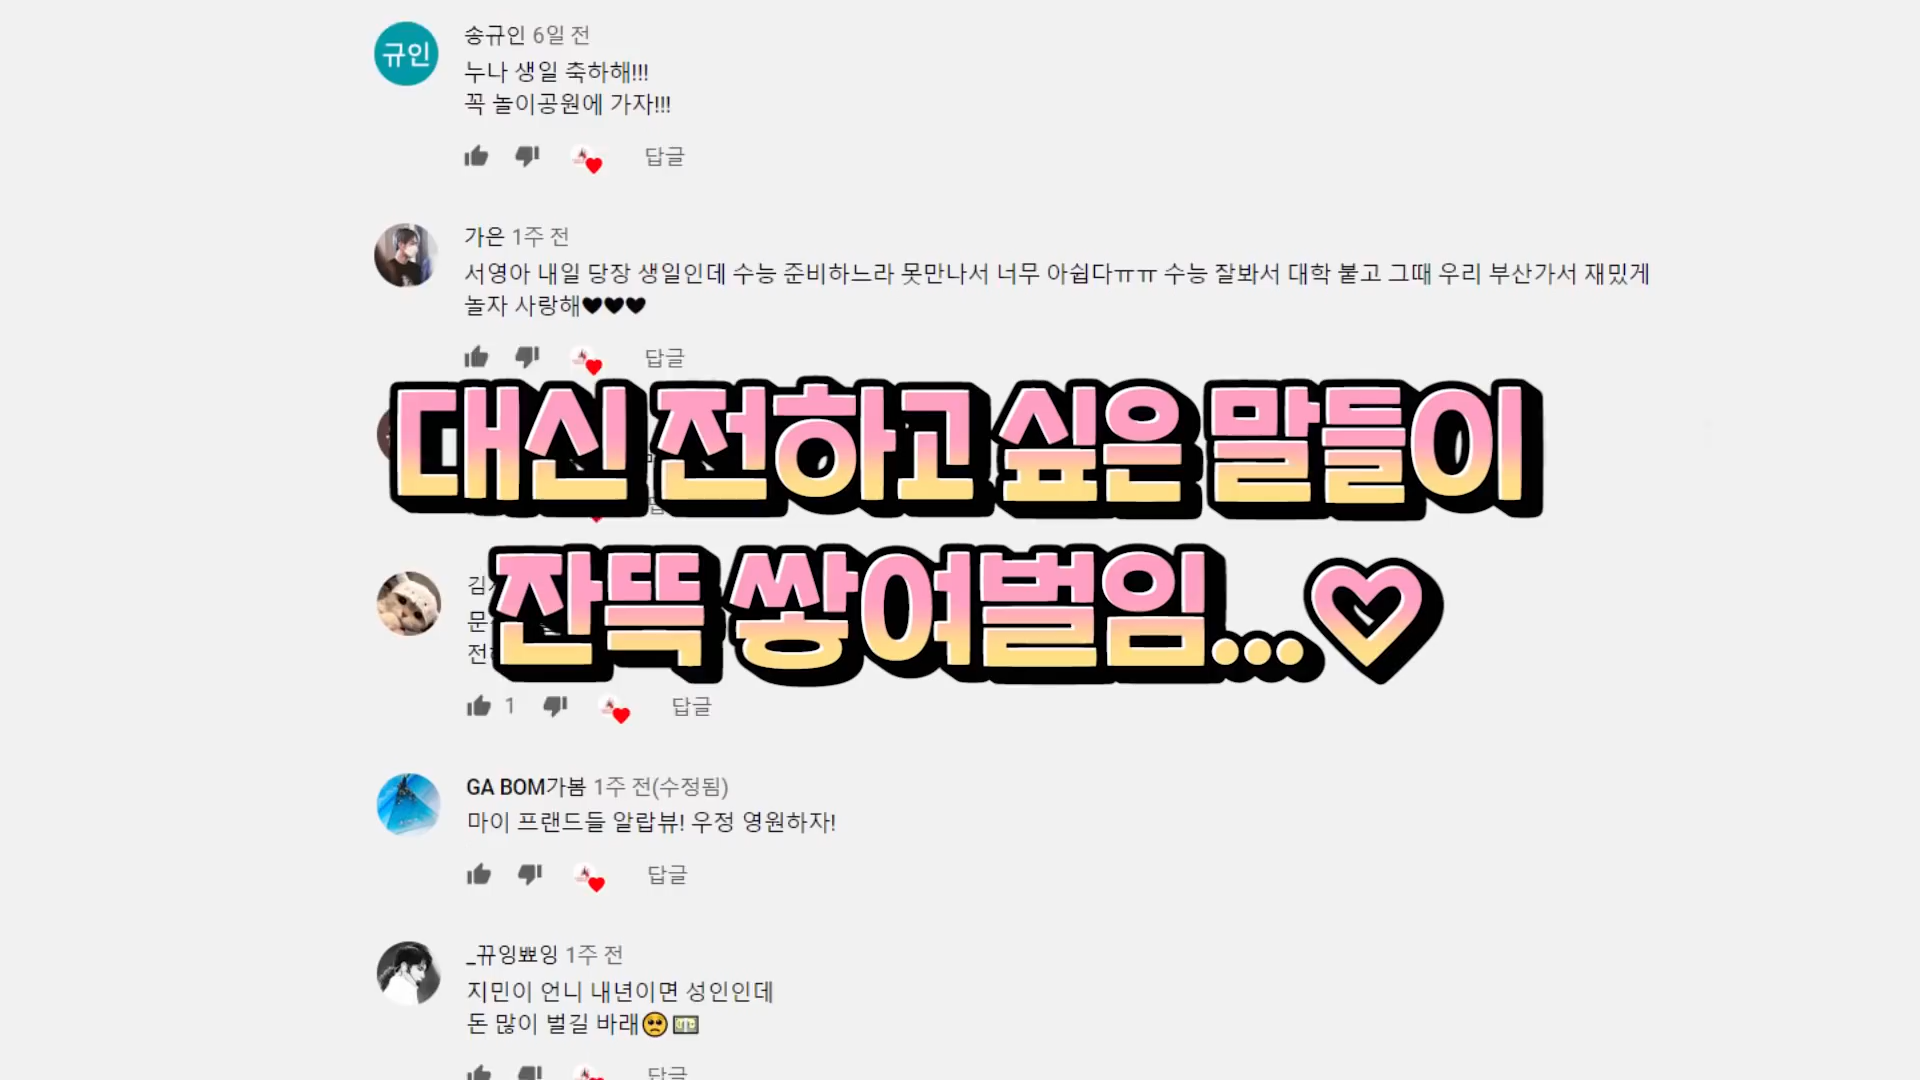 규인
송규인 6일 전
누나 생일 축하해!!!
꼭 놀이공원에 가자!!!
답글
가은 1주 전
서영아 내일 당장 생일인데 수능 준비하느라 못만나서 너무 아쉽다ㅠㅠ 수능 잘봐서 대학 붙고 그때 우리 부산가서 재밌게
놀자 사랑해🖤🖤🖤
답글
대신 전하고 싶은 말들이
잔뜩 쌓여벌임...♡
1 답글
GA BOM가봄 1주 전(수정됨)
마이 프랜드들 알랍뷰! 우정 영원하자!
답글
_뀨잉뾰잉 1주 전
지민이 언니 내년이면 성인인데
돈 많이 벌길 바래🥺💵
답글